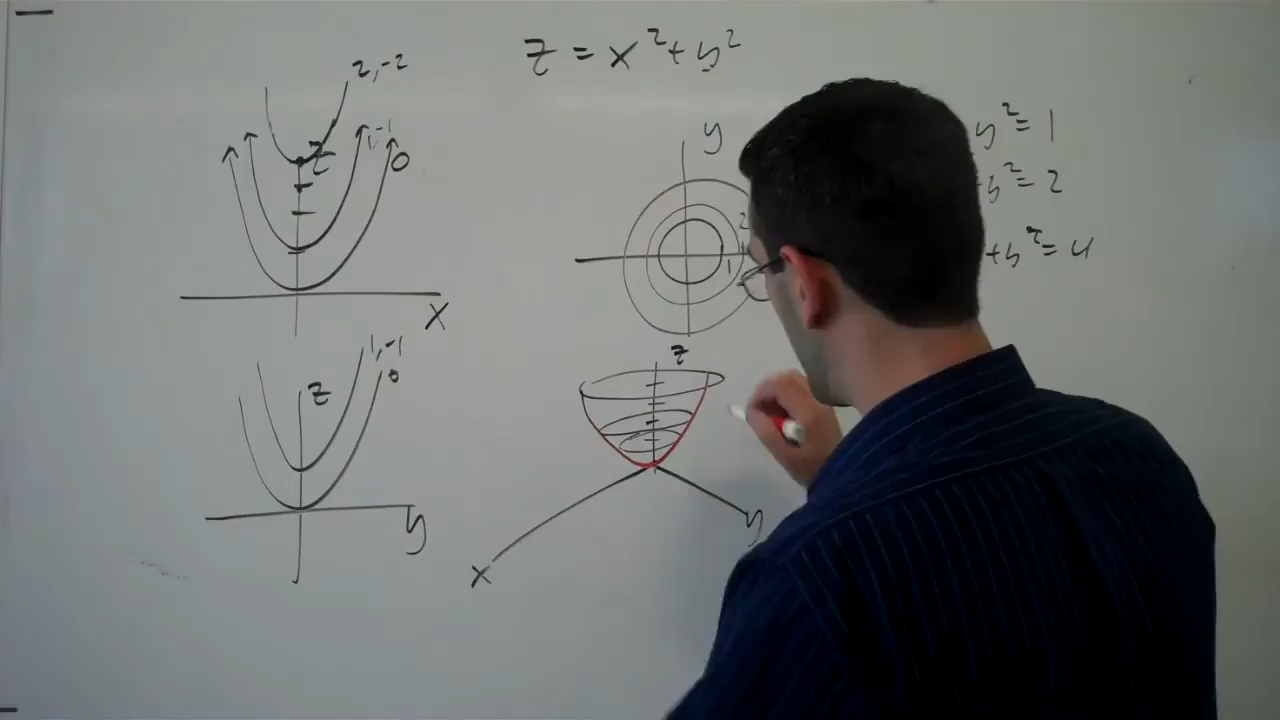 z = x² + y²
2, -2
1, -1
0
z
x
y
2
1
y² = 1
y² = 2
+y² = 4
1, -1
0
z
y
z
x
y